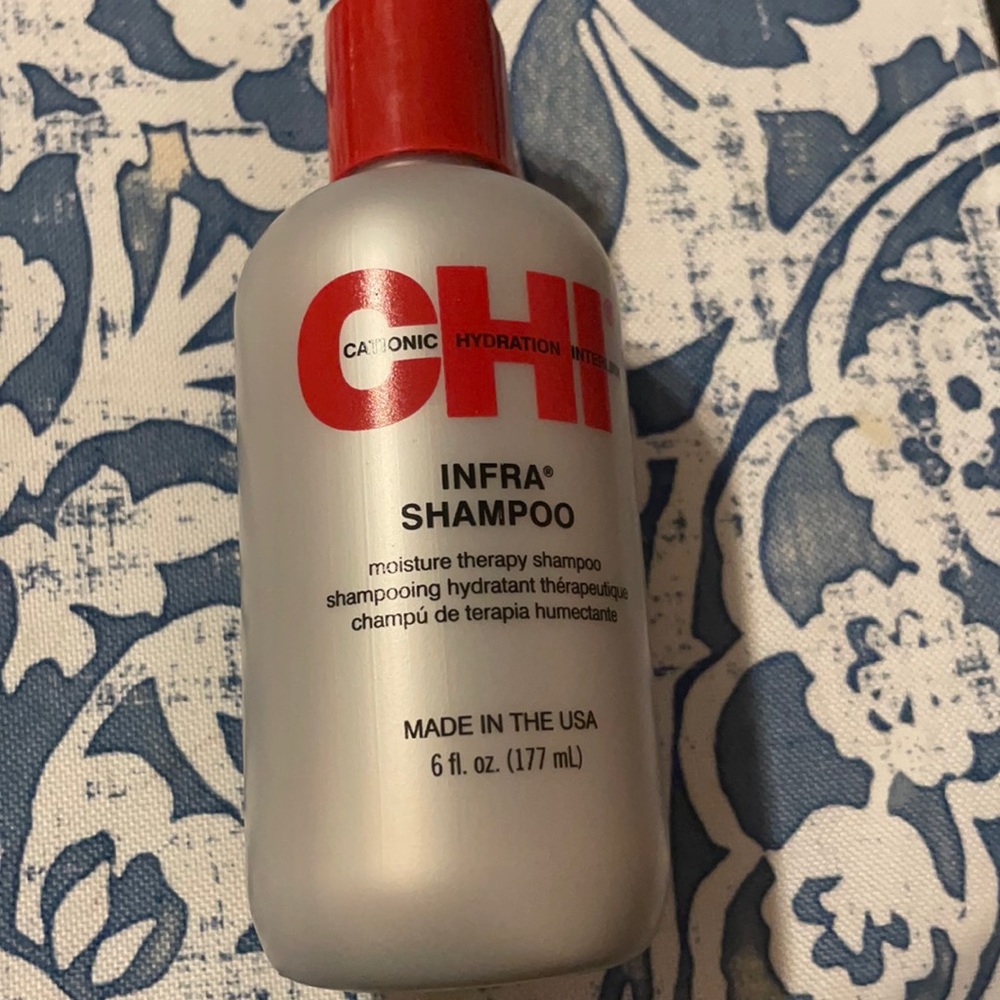 CHI
CATIONIC HYDRATION
INFRA®
SHAMPOO
moisture therapy shampoo
shampooing hydratant thérapeutique
champú de terapia humectante
MADE IN THE USA
6 fl. oz. (177 mL)